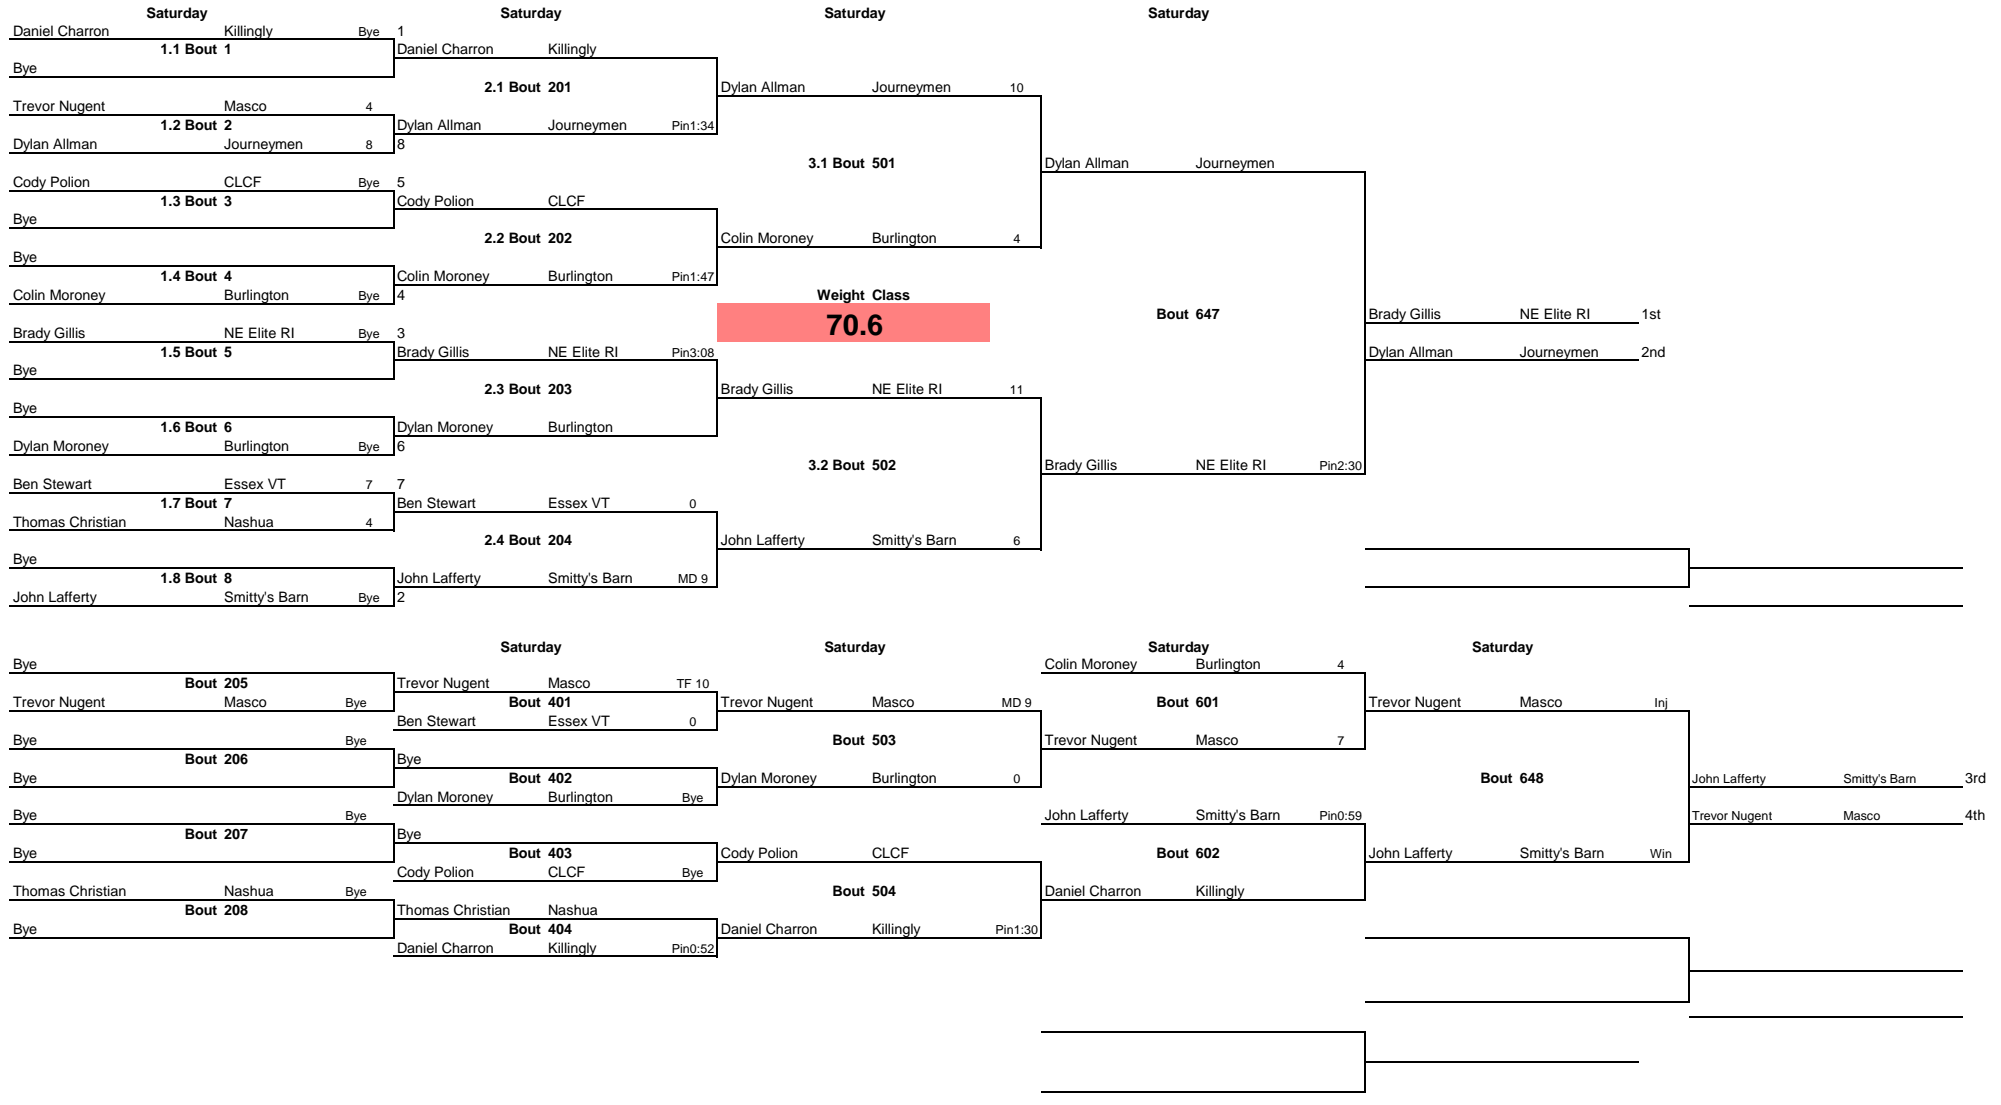 Saturday Saturday Saturday Saturday
Daniel Charron Killingly Bye 1
1.1 Bout 1 Daniel Charron Killingly
Bye
2.1 Bout 201 Dylan Allman Journeymen 10
Trevor Nugent Masco 4
1.2 Bout 2 Dylan Allman Journeymen Pin1:34
Dylan Allman Journeymen 8 8
3.1 Bout 501 Dylan Allman Journeymen
Cody Polion CLCF Bye 5
1.3 Bout 3 Cody Polion CLCF
Bye
2.2 Bout 202 Colin Moroney Burlington 4
Bye
1.4 Bout 4 Colin Moroney Burlington Pin1:47
Colin Moroney Burlington Bye 4 Weight Class
70.6 Bout 647 Brady Gillis NE Elite RI 1st
Brady Gillis NE Elite RI Bye 3
1.5 Bout 5 Brady Gillis NE Elite RI Pin3:08 Dylan Allman Journeymen 2nd
Bye
2.3 Bout 203 Brady Gillis NE Elite RI 11
Bye
1.6 Bout 6 Dylan Moroney Burlington
Dylan Moroney Burlington Bye 6
3.2 Bout 502 Brady Gillis NE Elite RI Pin2:30
Ben Stewart Essex VT 7 7
1.7 Bout 7 Ben Stewart Essex VT 0
Thomas Christian Nashua 4
2.4 Bout 204 John Lafferty Smitty's Barn 6
Bye
1.8 Bout 8 John Lafferty Smitty's Barn MD 9
John Lafferty Smitty's Barn Bye 2
Saturday Saturday Saturday Saturday
Bye Colin Moroney Burlington 4
Bout 205 Trevor Nugent Masco TF 10
Trevor Nugent Masco Bye Bout 401 Trevor Nugent Masco MD 9 Bout 601 Trevor Nugent Masco Inj
Ben Stewart Essex VT 0
Bye Bye Bout 503 Trevor Nugent Masco 7
Bout 206 Bye
Bye Bout 402 Dylan Moroney Burlington 0 Bout 648 John Lafferty Smitty's Barn 3rd
Dylan Moroney Burlington Bye
Bye Bye John Lafferty Smitty's Barn Pin0:59 Trevor Nugent Masco 4th
Bout 207 Bye
Bye Bout 403 Cody Polion CLCF Bout 602 John Lafferty Smitty's Barn Win
Cody Polion CLCF Bye
Thomas Christian Nashua Bye Bout 504 Daniel Charron Killingly
Bout 208 Thomas Christian Nashua
Bye Bout 404 Daniel Charron Killingly Pin1:30
Daniel Charron Killingly Pin0:52